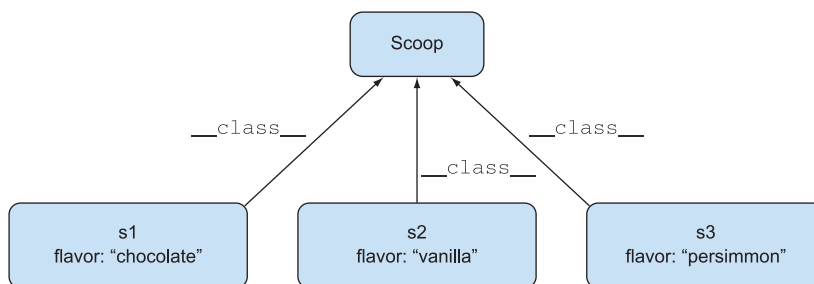 Scoop
__class__
__class__
__class__
s1
flavor: “chocolate”
s2
flavor: “vanilla”
s3
flavor: “persimmon”